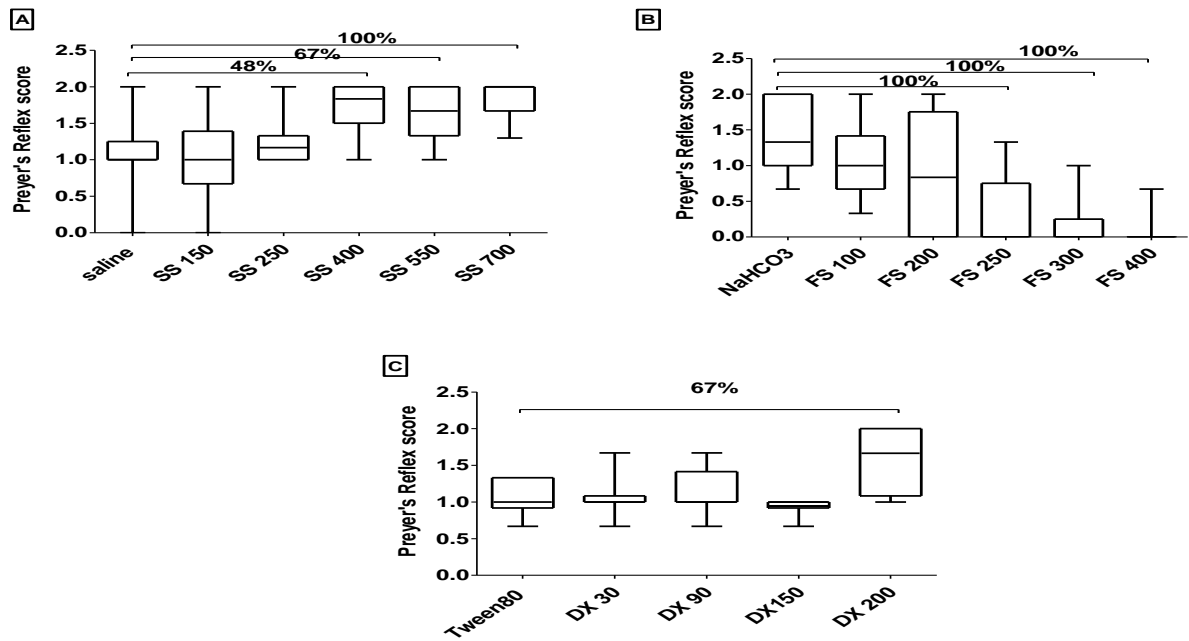 A
100%
67%
48%
2.5
2.0
1.5
1.0
0.5
0.0
Preyer's Reflex score
saline
SS 150
SS 250
SS 400
SS 550
SS 700
B
100%
100%
100%
2.5
2.0
1.5
1.0
0.5
0.0
Preyer's Reflex score
NaHCO3
FS 100
FS 200
FS 250
FS 300
FS 400
C
67%
2.5
2.0
1.5
1.0
0.5
0.0
Preyer's Reflex score
Tween80
DX 30
DX 90
DX150
DX 200